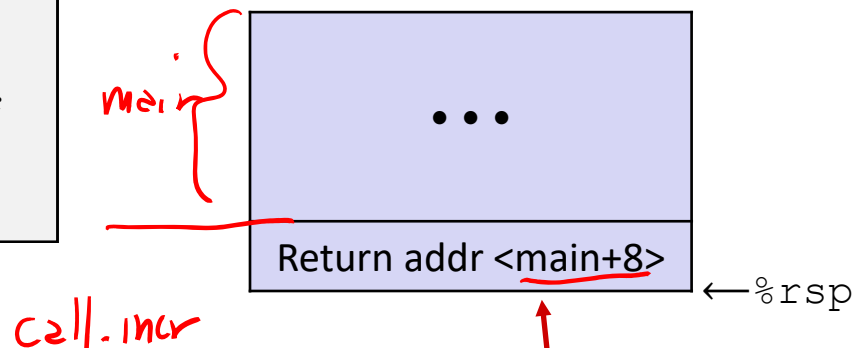 main
• • •
Return addr <main+8>
←%rsp
call.incr